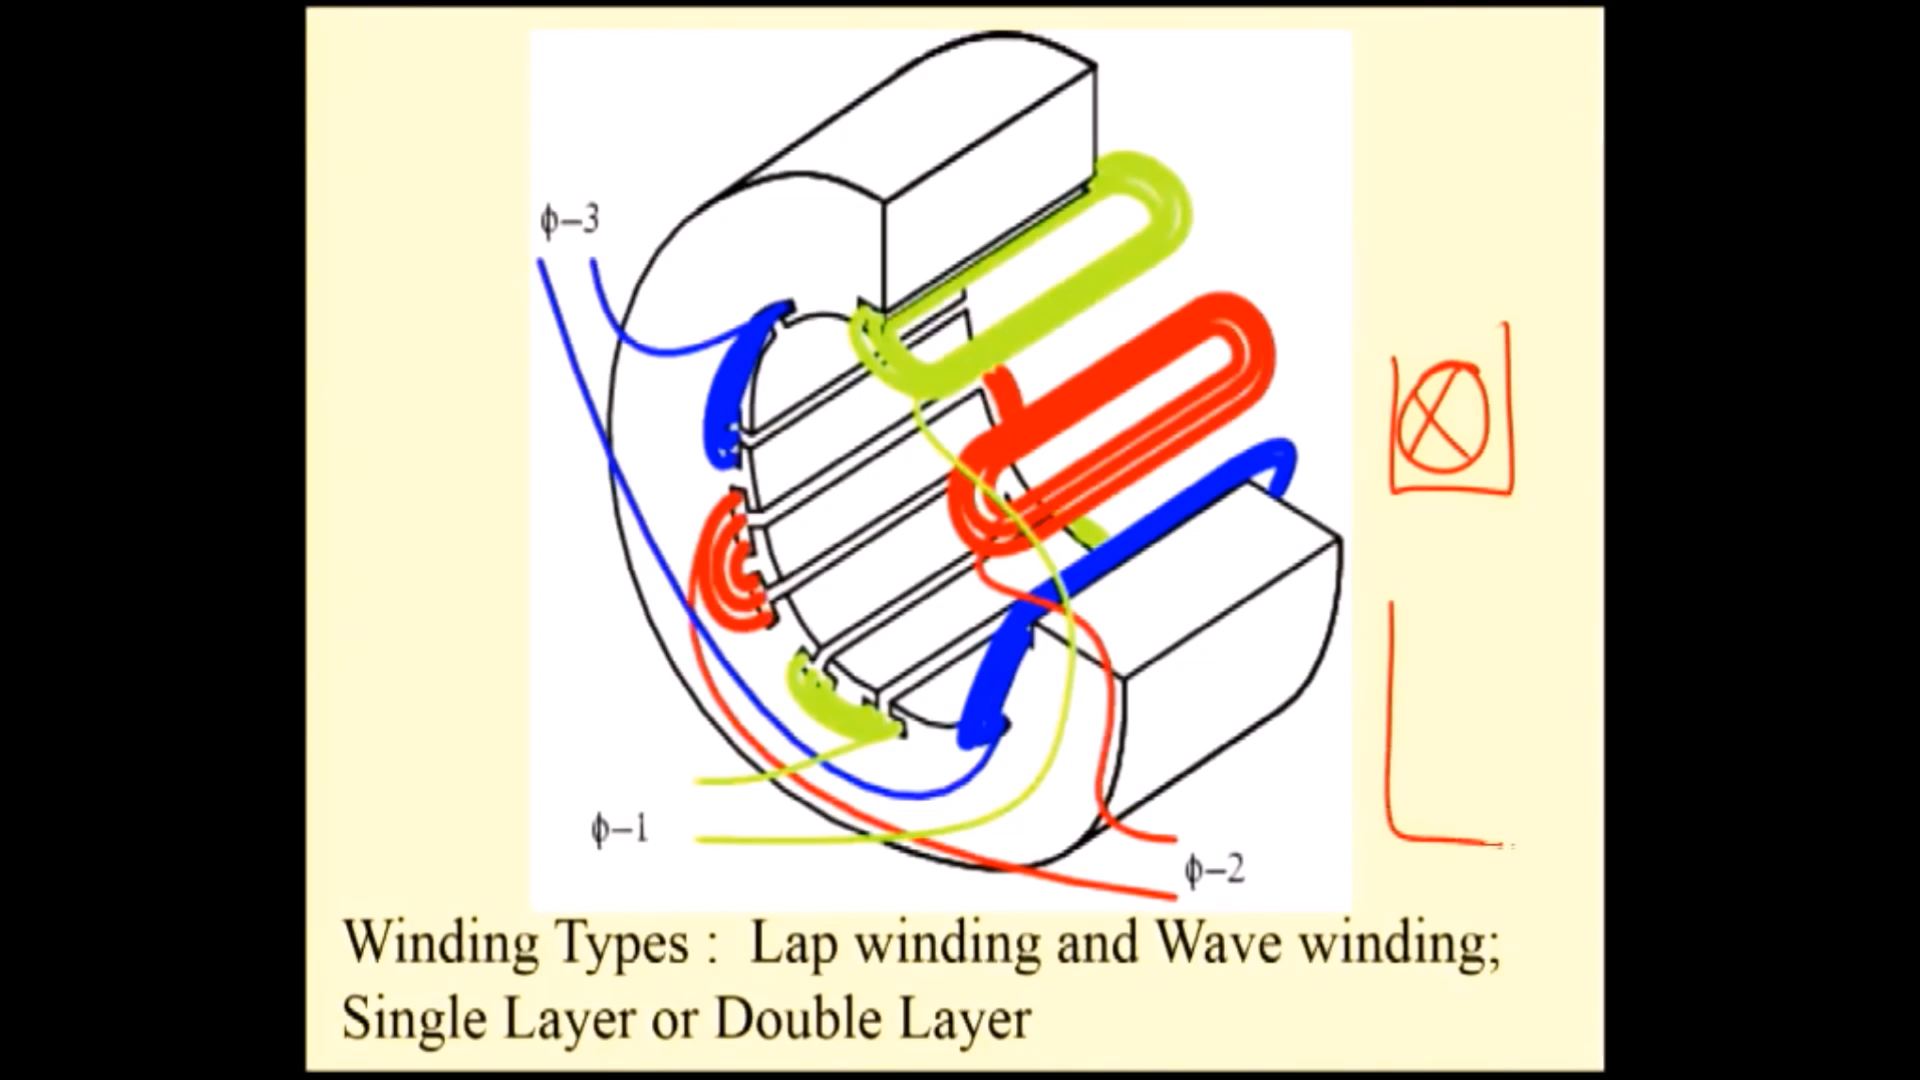 ϕ–3
ϕ–1
ϕ–2
Winding Types :  Lap winding and Wave winding;
Single Layer or Double Layer